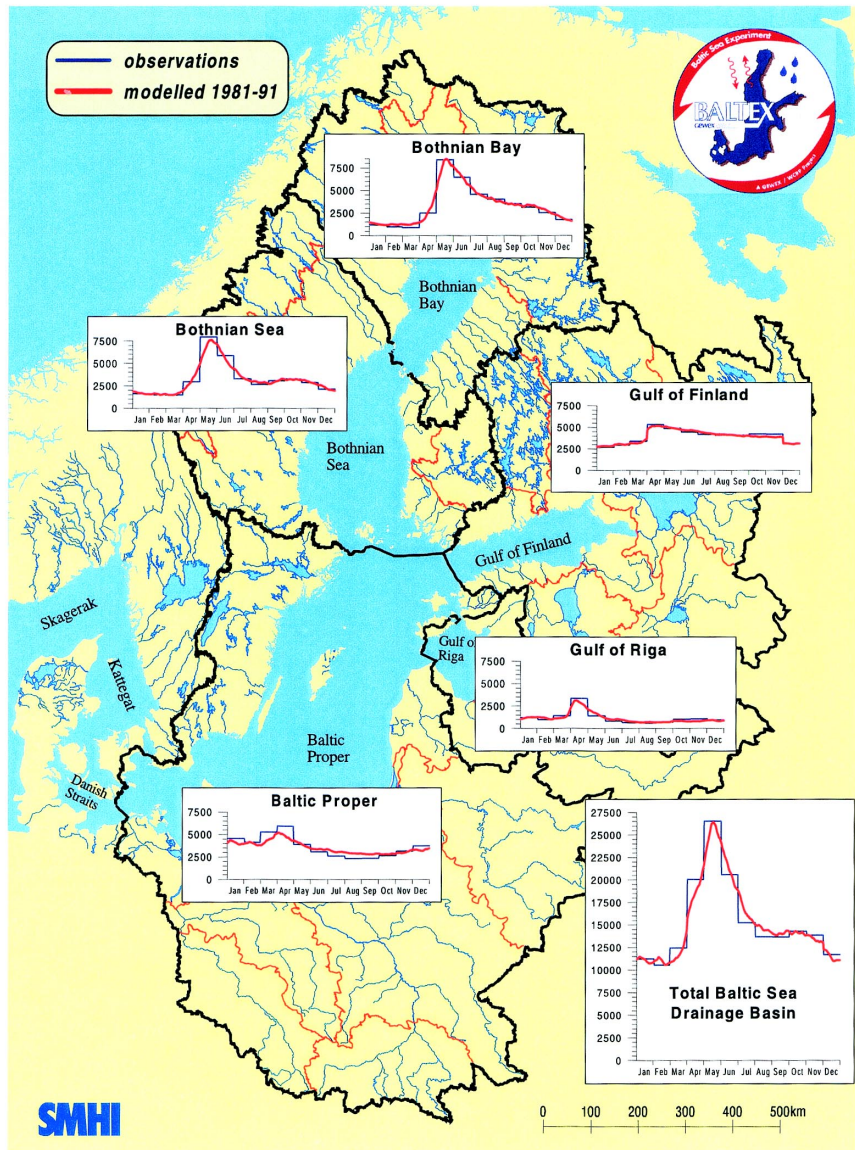 observations
modelled 1981-91
Baltic Sea Experiment
BALTEX
GEWEX
A GEWEX / WCRP Project
Bothnian Bay
7500
5000
2500
0
Jan Feb Mar Apr May Jun Jul Aug Sep Oct Nov Dec
Bothnian
Bay
Bothnian Sea
7500
5000
2500
0
Jan Feb Mar Apr May Jun Jul Aug Sep Oct Nov Dec
Gulf of Finland
7500
5000
2500
0
Jan Feb Mar Apr May Jun Jul Aug Sep Oct Nov Dec
Bothnian
Sea
Gulf of Finland
Skagerak
Kattegat
Gulf of
Riga
Gulf of Riga
7500
5000
2500
0
Jan Feb Mar Apr May Jun Jul Aug Sep Oct Nov Dec
Baltic
Proper
Danish
Straits
Baltic Proper
7500
5000
2500
0
Jan Feb Mar Apr May Jun Jul Aug Sep Oct Nov Dec
27500
25000
22500
20000
17500
15000
12500
10000
7500
5000
2500
0
Total Baltic Sea
Drainage Basin
Jan Feb Mar Apr May Jun Jul Aug Sep Oct Nov Dec
SMHI
0 100 200 300 400 500km